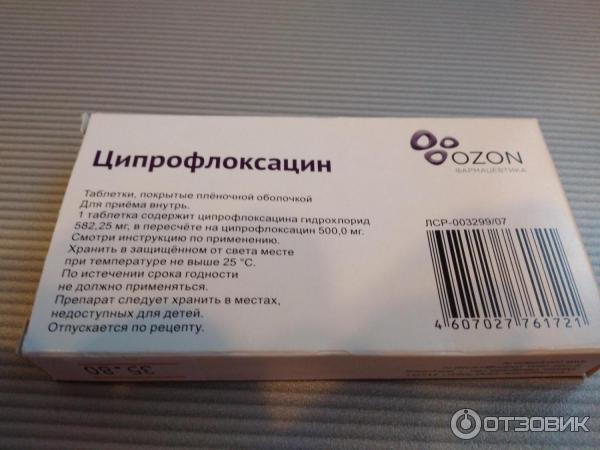 Ципрофлоксацин
OZON
ФАРМАЦЕВТИКА
Таблетки, покрытые плёночной оболочкой
Для приёма внутрь.
1 таблетка содержит ципрофлоксацина гидрохлорид
582,25 мг, в пересчёте на ципрофлоксацин 500,0 мг.
Смотри инструкцию по применению.
Хранить в защищённом от света месте
при температуре не выше 25 °С.
По истечении срока годности
не должно применяться.
Препарат следует хранить в местах,
недоступных для детей.
Отпускается по рецепту.
ЛСР-003299/07
4 607027 761721
35.80
ОТЗОВИК